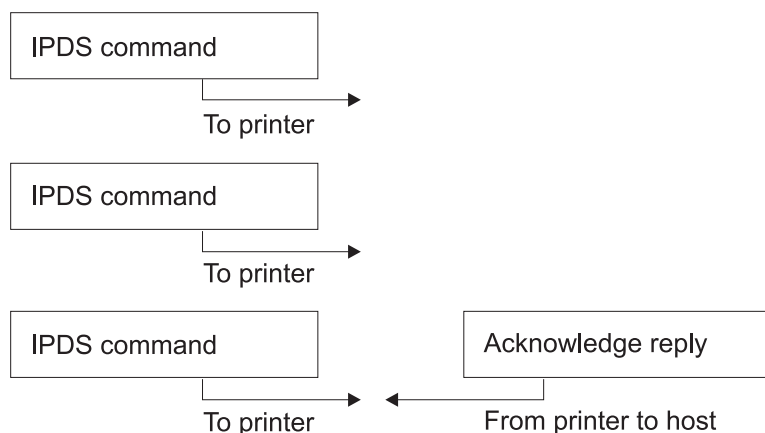 IPDS command
To printer
IPDS command
To printer
IPDS command
Acknowledge reply
To printer
From printer to host